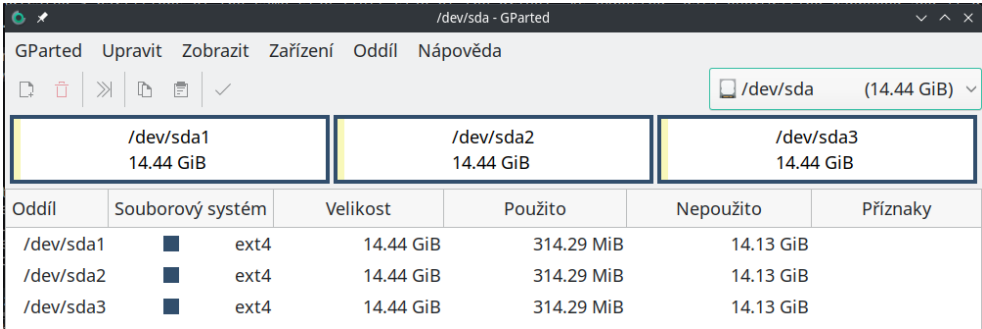 /dev/sda - GParted
GParted Upravit Zobrazit Zařízení Oddíl Nápověda
/dev/sda (14.44 GiB)
/dev/sda1 /dev/sda2 /dev/sda3
14.44 GiB 14.44 GiB 14.44 GiB
Oddíl Souborový systém Velikost Použito Nepoužito Příznaky
/dev/sda1 ext4 14.44 GiB 314.29 MiB 14.13 GiB
/dev/sda2 ext4 14.44 GiB 314.29 MiB 14.13 GiB
/dev/sda3 ext4 14.44 GiB 314.29 MiB 14.13 GiB